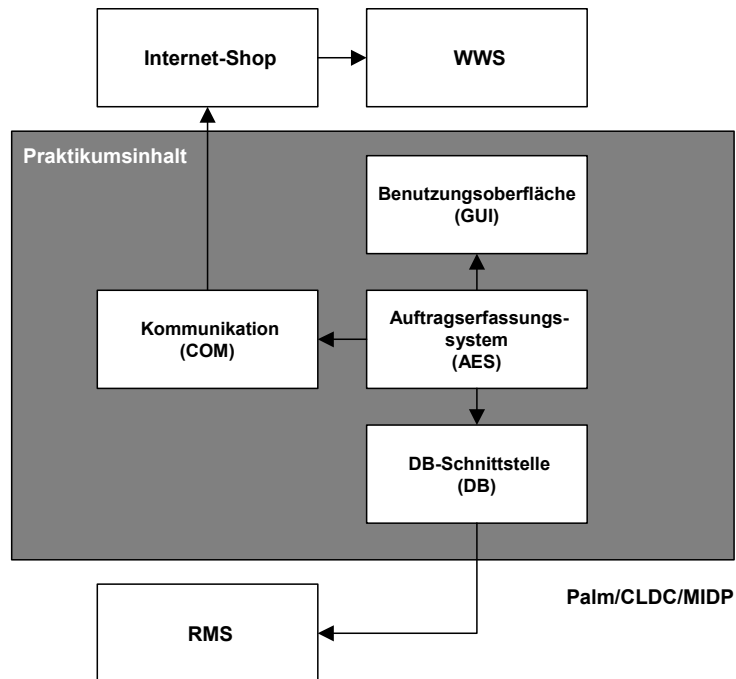 Internet-Shop
WWS
Praktikumsinhalt
Benutzungsoberfläche
(GUI)
Kommunikation
(COM)
Auftragserfassungs-
system
(AES)
DB-Schnittstelle
(DB)
Palm/CLDC/MIDP
RMS